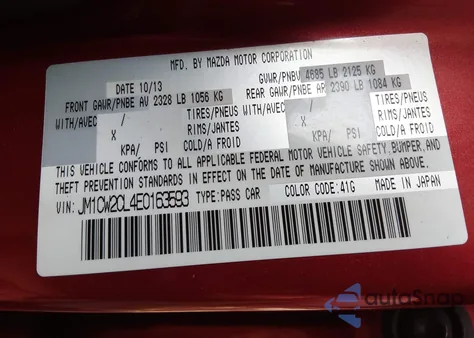 MFD. BY MAZDA MOTOR CORPORATION
DATE 10/13 GVWR/PNBV 4685 LB 2125 KG
FRONT GAWR/PNBE AV 2328 LB 1056 KG REAR GAWR/PNBE AR 2390 LB 1084 KG
WITH/AVEC / TIRES/PNEUS WITH/AVEC / TIRES/PNEUS
X RIMS/JANTES X RIMS/JANTES
KPA/ PSI COLD/A FROID KPA/ PSI COLD/A FROID
THIS VEHICLE CONFORMS TO ALL APPLICABLE FEDERAL MOTOR VEHICLE SAFETY, BUMPER, AND
THEFT PREVENTION STANDARDS IN EFFECT ON THE DATE OF MANUFACTURE SHOWN ABOVE.
VIN: JM1CW2CL4E0163593 TYPE: PASS CAR COLOR CODE: 41G MADE IN JAPAN
autoSnap